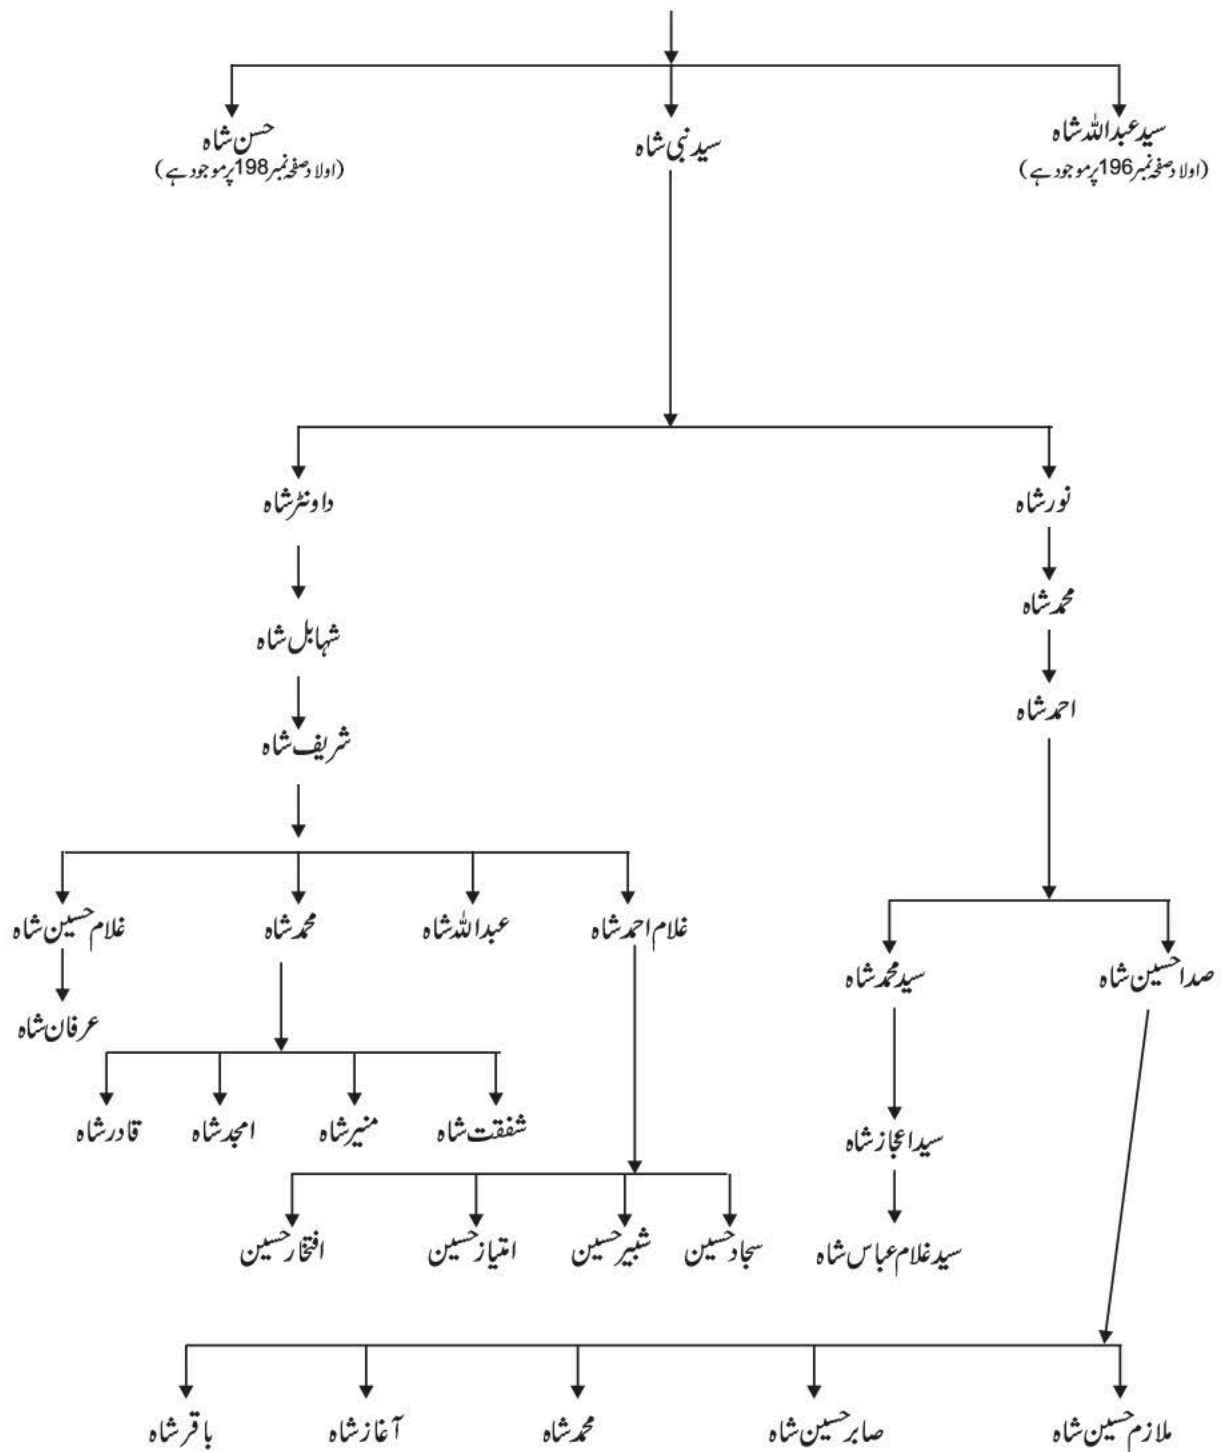 سید عبداللہ شاہ
(اولاد صفحہ نمبر 196 پر موجود ہے)
سید نبی شاہ
حسن شاہ
(اولاد صفحہ نمبر 198 پر موجود ہے)
نور شاہ
داونٹر شاہ
محمد شاہ
شہابل شاہ
احمد شاہ
شریف شاہ
غلام احمد شاہ
عبداللہ شاہ
محمد شاہ
غلام حسین شاہ
صدا حسین شاہ
سید محمد شاہ
عرفان شاہ
شفقت شاہ
منیر شاہ
امجد شاہ
قادر شاہ
سید اعجاز شاہ
سید غلام عباس شاہ
سجاد حسین
شبیر حسین
امتیاز حسین
افتخار حسین
ملازم حسین شاہ
صابر حسین شاہ
محمد شاہ
آغاز شاہ
باقر شاہ